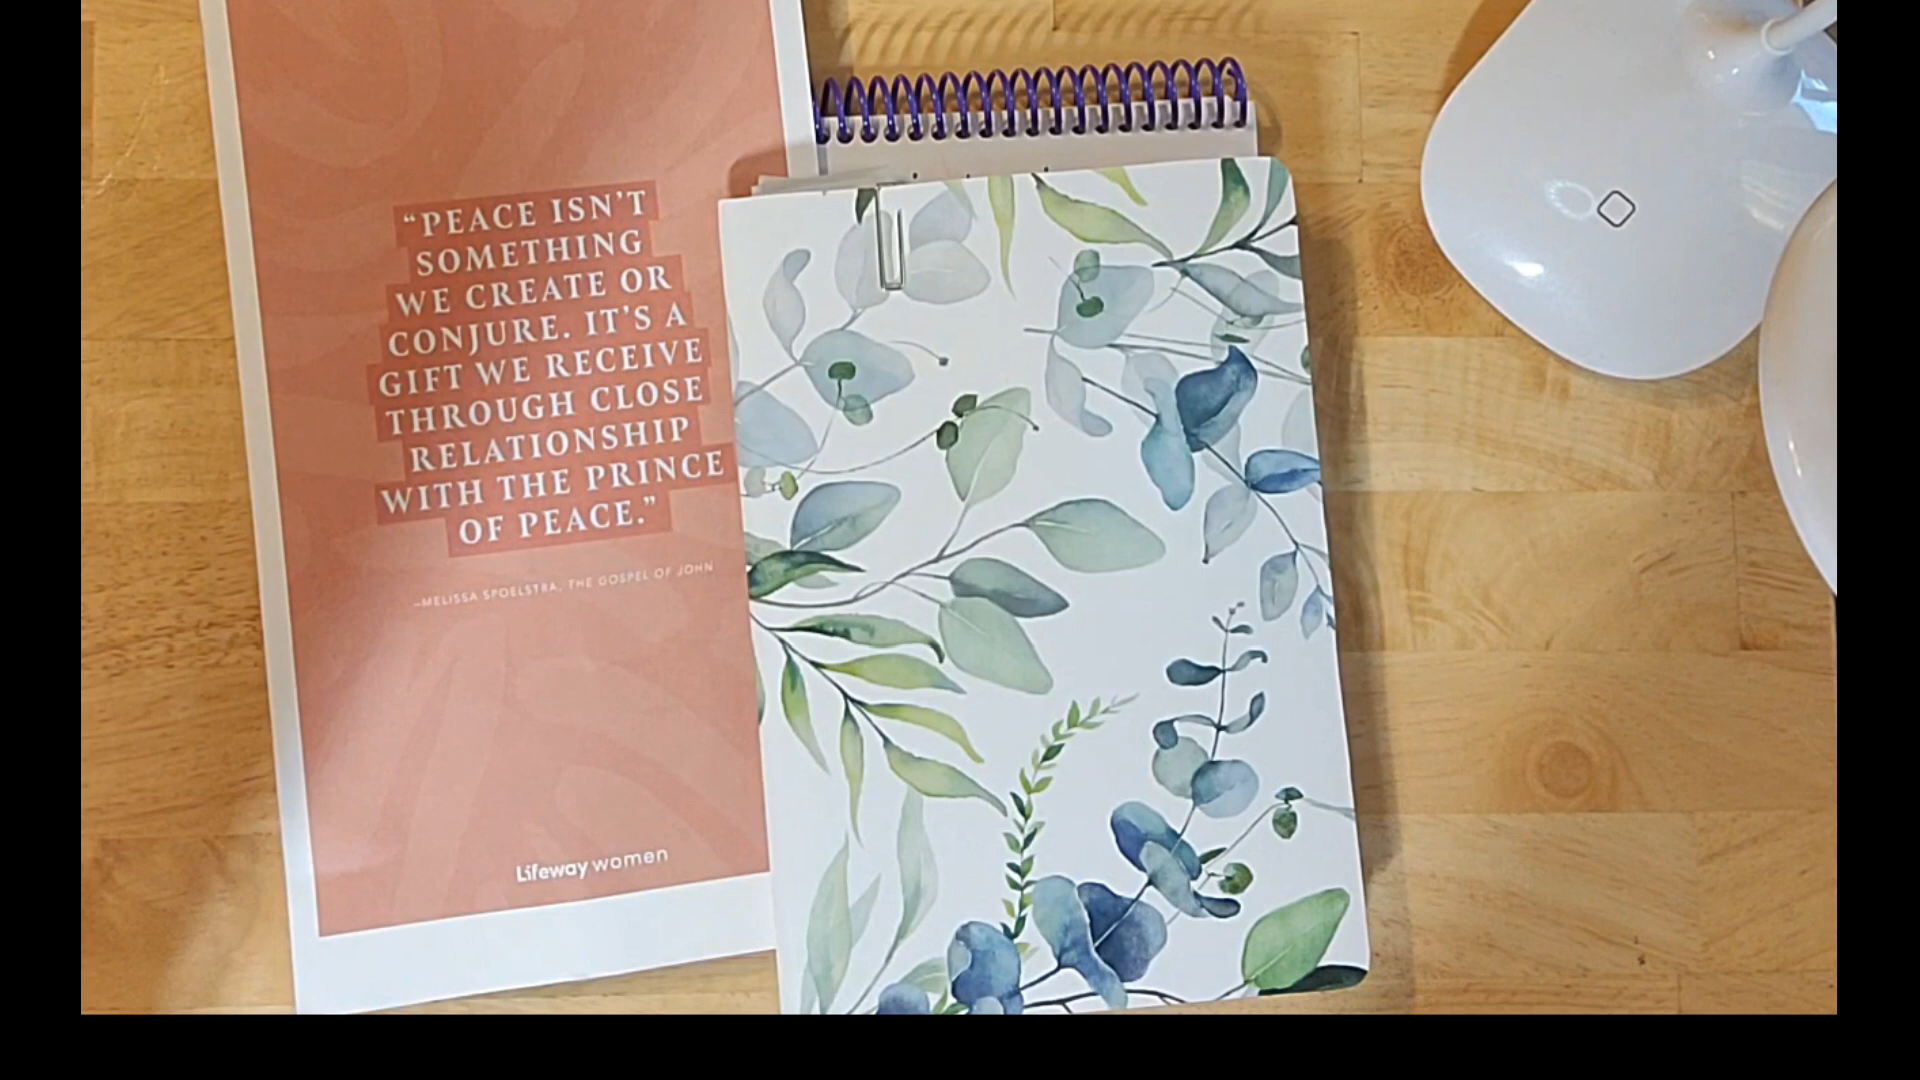 “PEACE ISN’T
SOMETHING
WE CREATE OR
CONJURE. IT’S A
GIFT WE RECEIVE
THROUGH CLOSE
RELATIONSHIP
WITH THE PRINCE
OF PEACE.”
–MELISSA SPOELSTRA, THE GOSPEL OF JOHN
Lifeway women